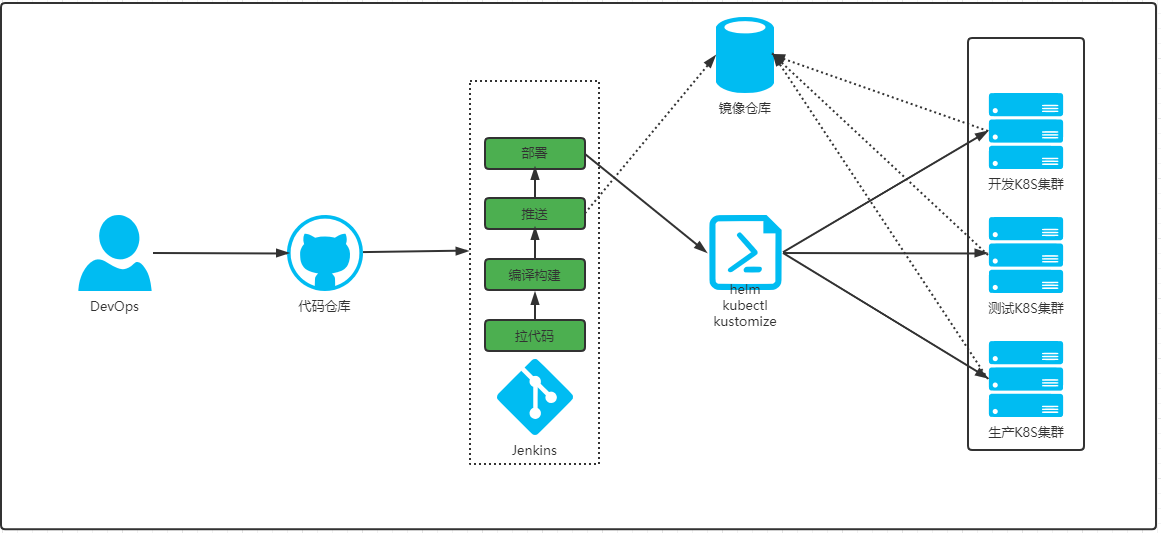 DevOps
代码仓库
部署
推送
编译构建
拉代码
Jenkins
镜像仓库
helm
kubectl
kustomize
开发K8S集群
测试K8S集群
生产K8S集群